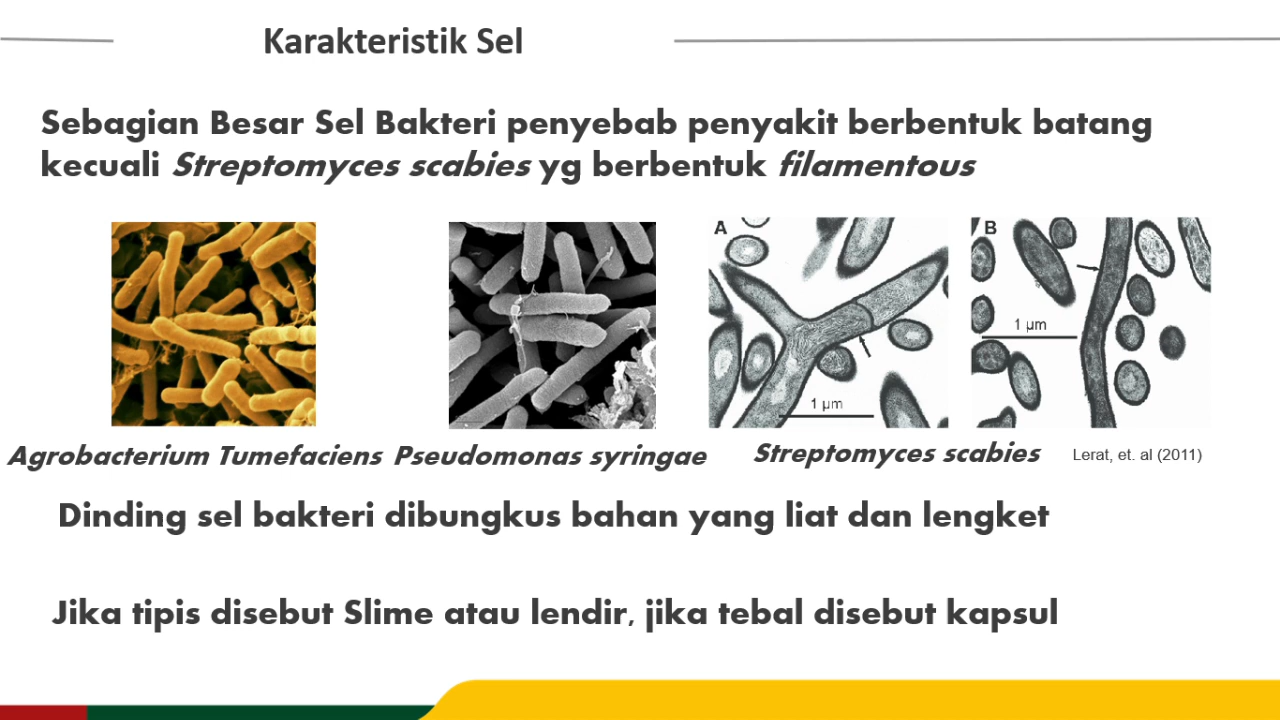 Karakteristik Sel
Sebagian Besar Sel Bakteri penyebab penyakit berbentuk batang
kecuali Streptomyces scabies yg berbentuk filamentous
A
B
1 µm
1 µm
Agrobacterium Tumefaciens
Pseudomonas syringae
Streptomyces scabies
Lerat, et. al (2011)
Dinding sel bakteri dibungkus bahan yang liat dan lengket
Jika tipis disebut Slime atau lendir, jika tebal disebut kapsul